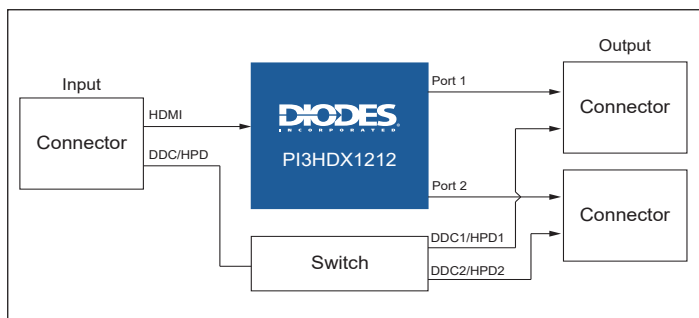 Input
Connector
HDMI
DDC/HPD
DIODES
INCORPORATED
PI3HDX1212
Port 1
Port 2
Switch
DDC1/HPD1
DDC2/HPD2
Output
Connector
Connector